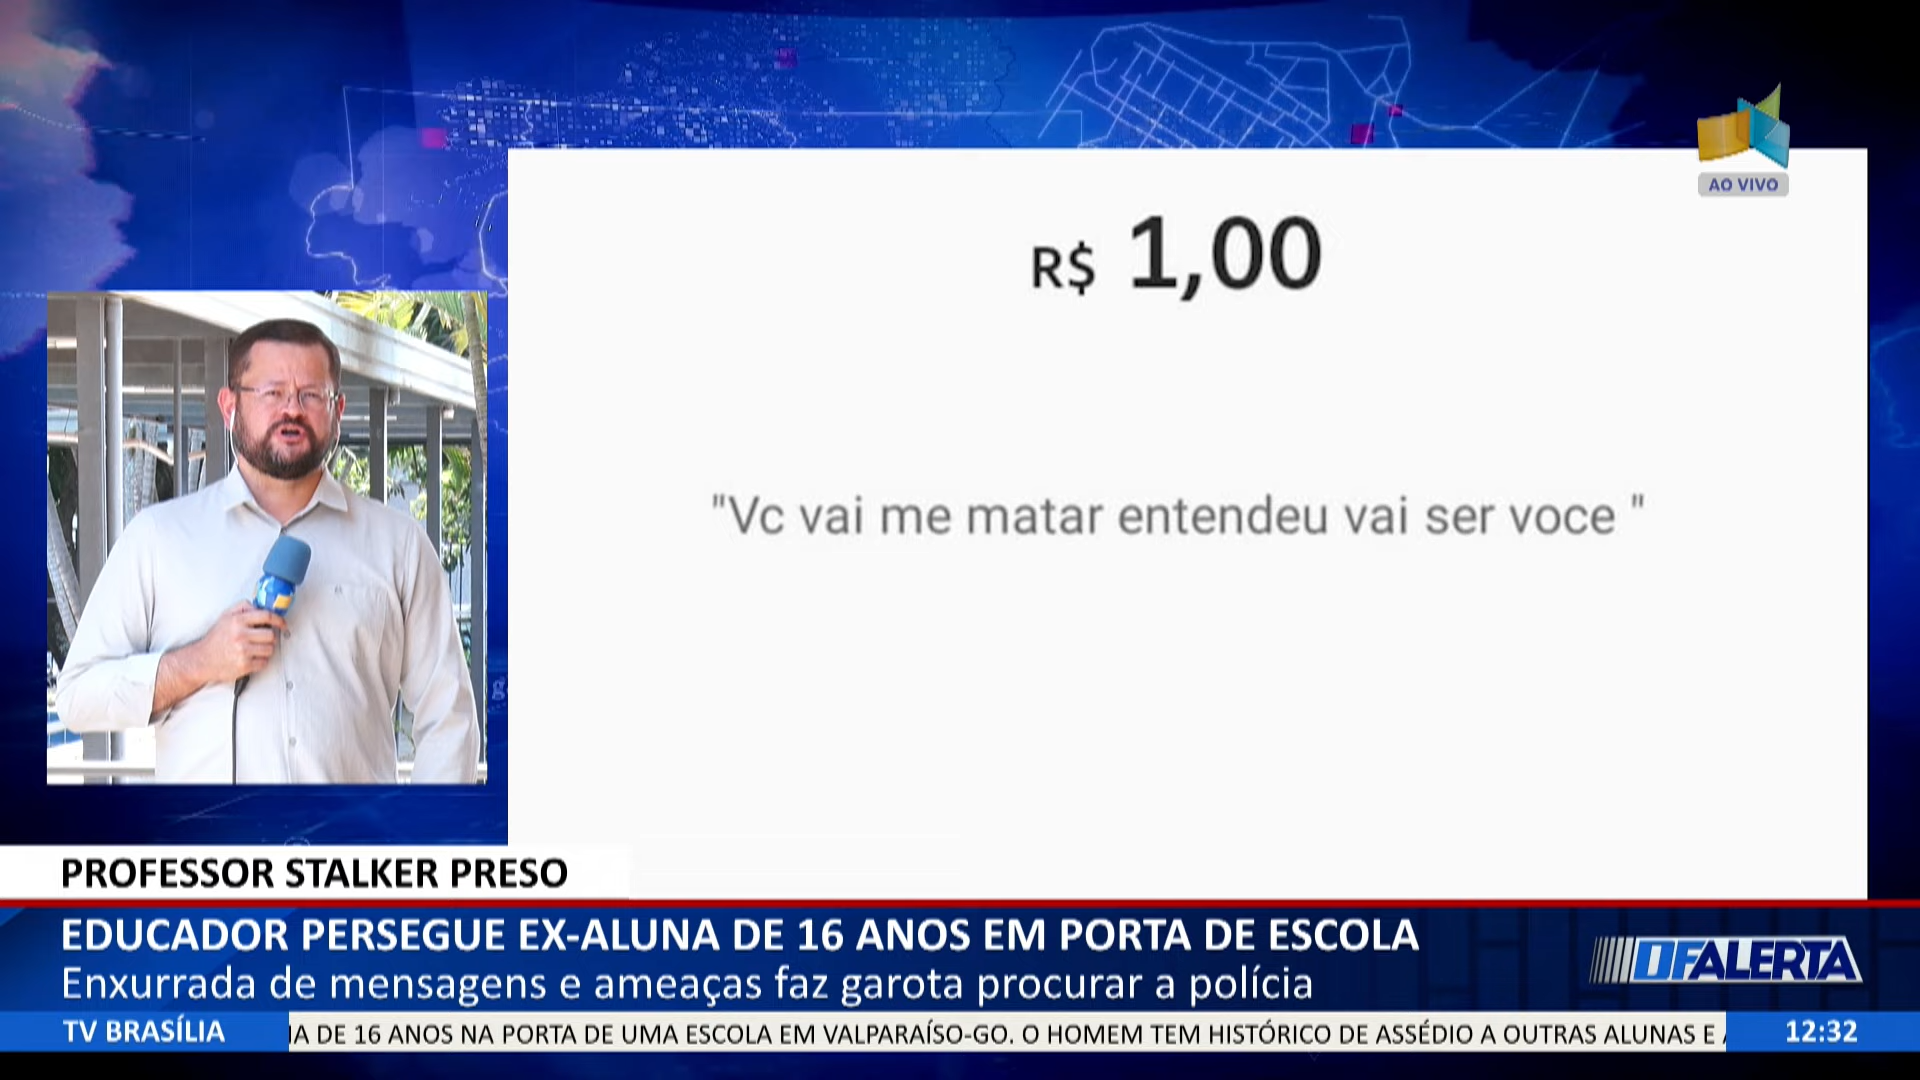 AO VIVO
R$ 1,00
"Vc vai me matar entendeu vai ser voce "
PROFESSOR STALKER PRESO
EDUCADOR PERSEGUE EX-ALUNA DE 16 ANOS EM PORTA DE ESCOLA
Enxurrada de mensagens e ameaças faz garota procurar a polícia
DFALERTA
TV BRASÍLIA
DE 16 ANOS NA PORTA DE UMA ESCOLA EM VALPARAÍSO-GO. O HOMEM TEM HISTÓRICO DE ASSÉDIO A OUTRAS ALUNAS E
12:32